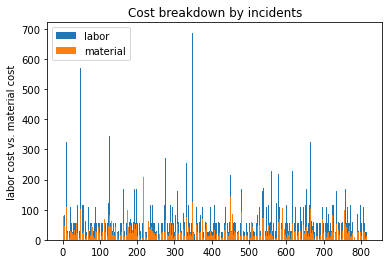 Cost breakdown by incidents
labor
material
labor cost vs. material cost
700
600
500
400
300
200
100
0
0 100 200 300 400 500 600 700 800